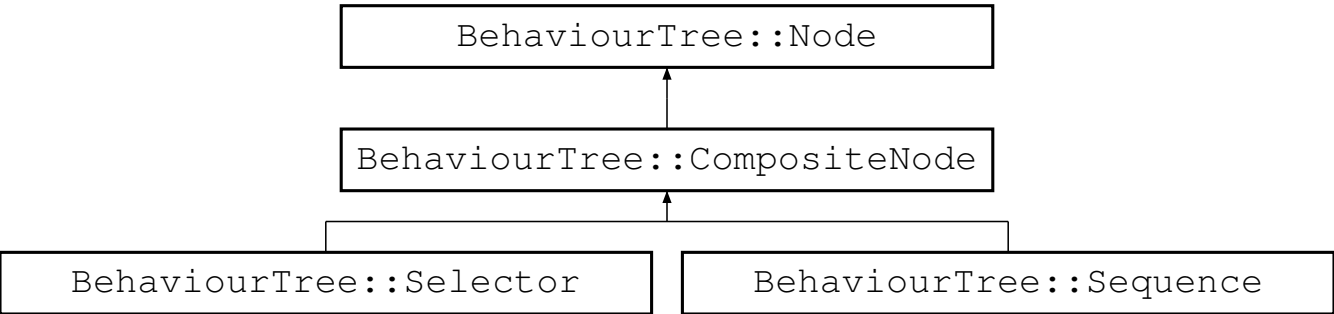 BehaviourTree::Node
BehaviourTree::CompositeNode
BehaviourTree::Selector
BehaviourTree::Sequence